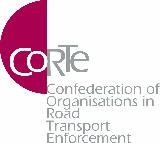 CoRTe
Confederation of
Organisations in
Road
Transport
Enforcement